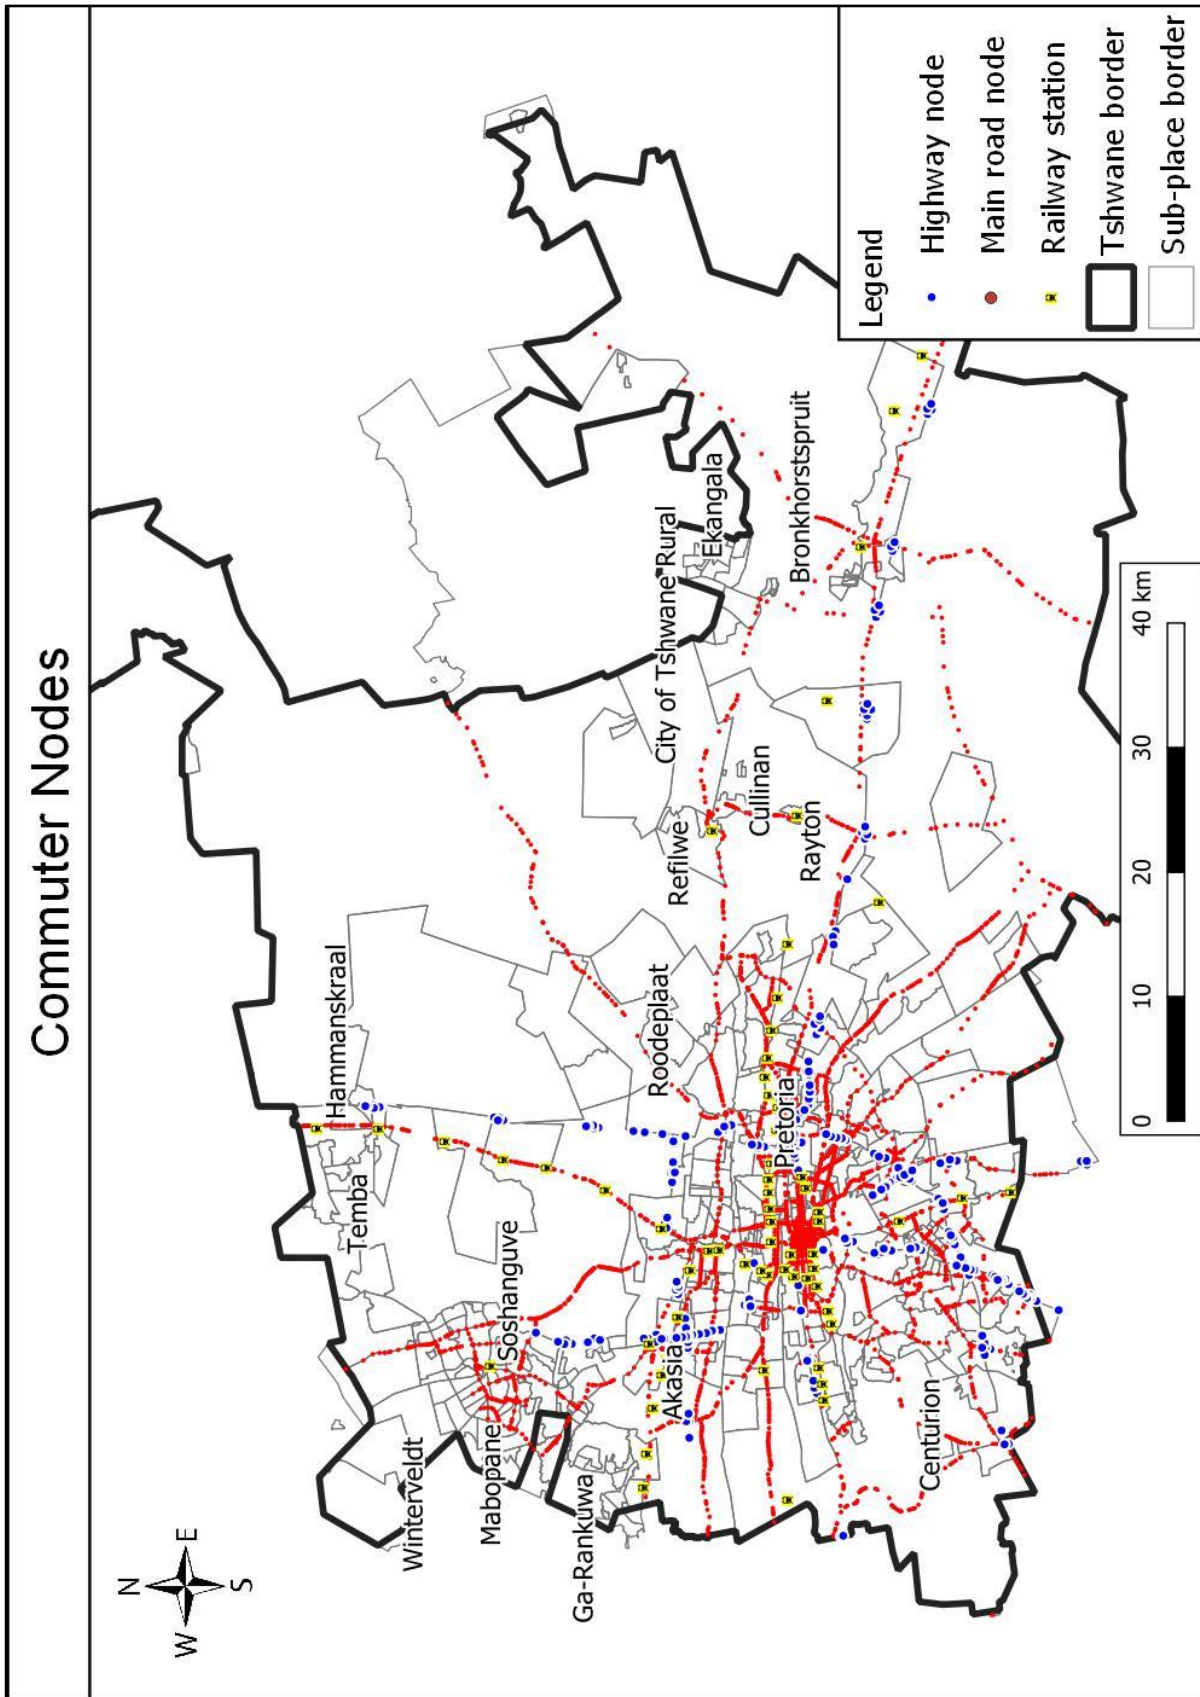 Commuter Nodes
N
W E
S
Hammanskraal
Temba
Winterveldt
Soshanguve
Mabopane
Ga-Rankuwa
Akasia
Roodeplaat
Refilwe
City of Tshwane Rural
Ekangala
Cullinan
Rayton
Bronkhorstspruit
Pretoria
Centurion
0 10 20 30 40 km
Legend
Highway node
Main road node
Railway station
Tshwane border
Sub-place border